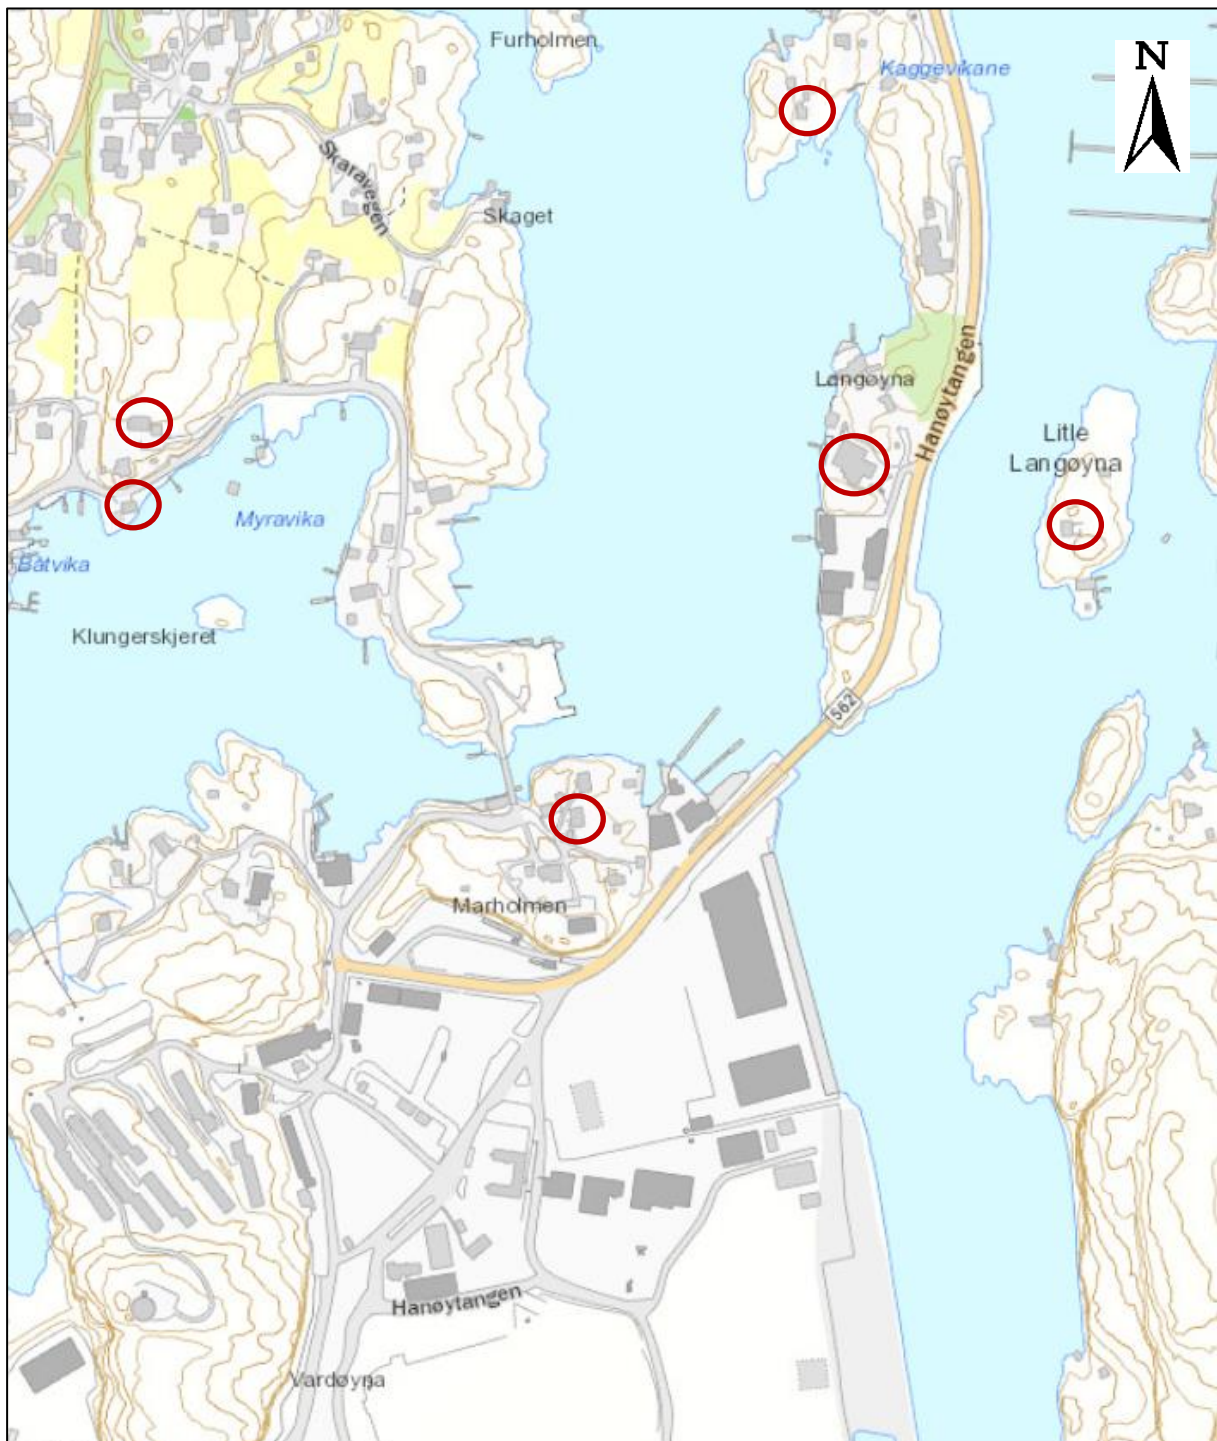 Furholmen
N
Kaggevikane
Skaravegen
Skaget
Langøyna
Hanøytangen
Litle
Langøyna
Myravika
Båtvika
Klungerskjeret
562
Marholmen
Hanøytangen
Vardøyna